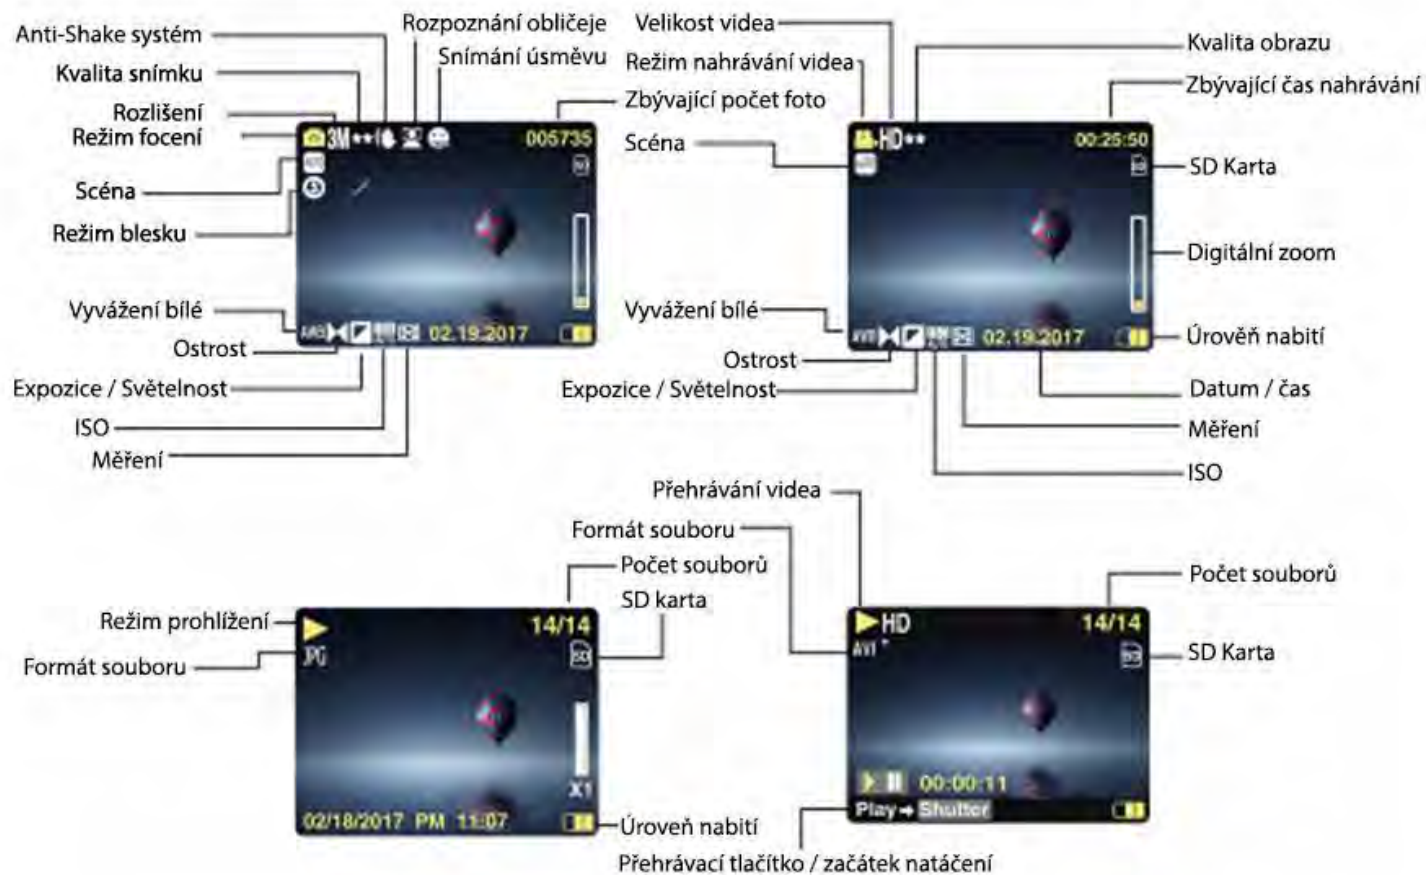 Anti-Shake systém
Kvalita snímku
Rozlišení
Režim focení
Scéna
Režim blesku
Vyvážení bílé
Ostrost
Expozice / Světelnost
ISO
Měření
Rozpoznání obličeje
Snímání úsměvu
Zbývající počet foto
3M
005735
02.19.2017
Velikost videa
Režim nahrávání videa
Scéna
Vyvážení bílé
Ostrost
Expozice / Světelnost
HD
00:25:50
02.19.2017
Kvalita obrazu
Zbývající čas nahrávání
SD Karta
Digitální zoom
Úrověň nabití
Datum / čas
Měření
ISO
Režim prohlížení
Formát souboru
Počet souborů
SD karta
14/14
JPG
SD
X1
02/18/2017 PM 11:07
Úroveň nabití
Přehrávání videa
Formát souboru
HD
14/14
AVI
SD
00:00:11
Play Shutter
Počet souborů
SD Karta
Přehrávací tlačítko / začátek natáčení